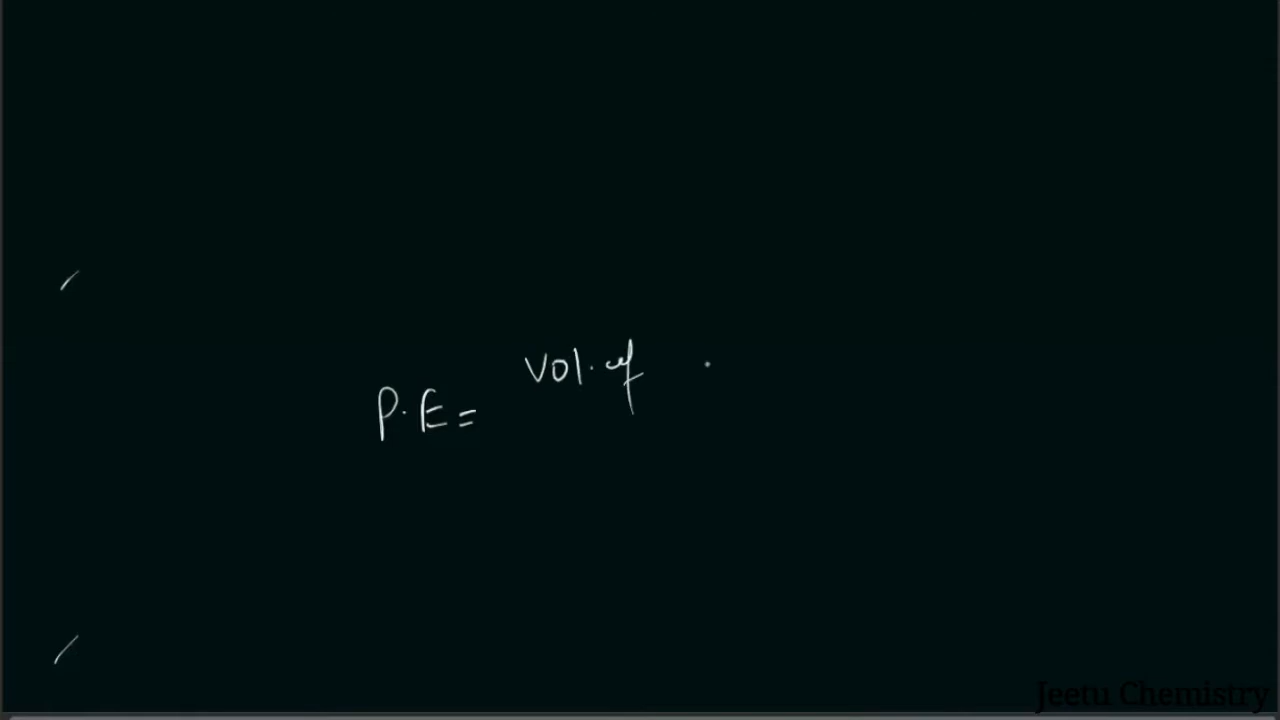 P.E = Vol. of
Jeetu Chemistry